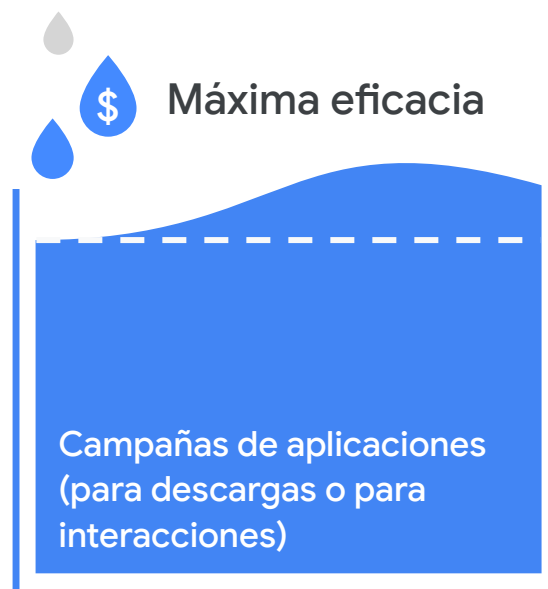 $
Máxima eficacia
Campañas de aplicaciones
(para descargas o para
interacciones)